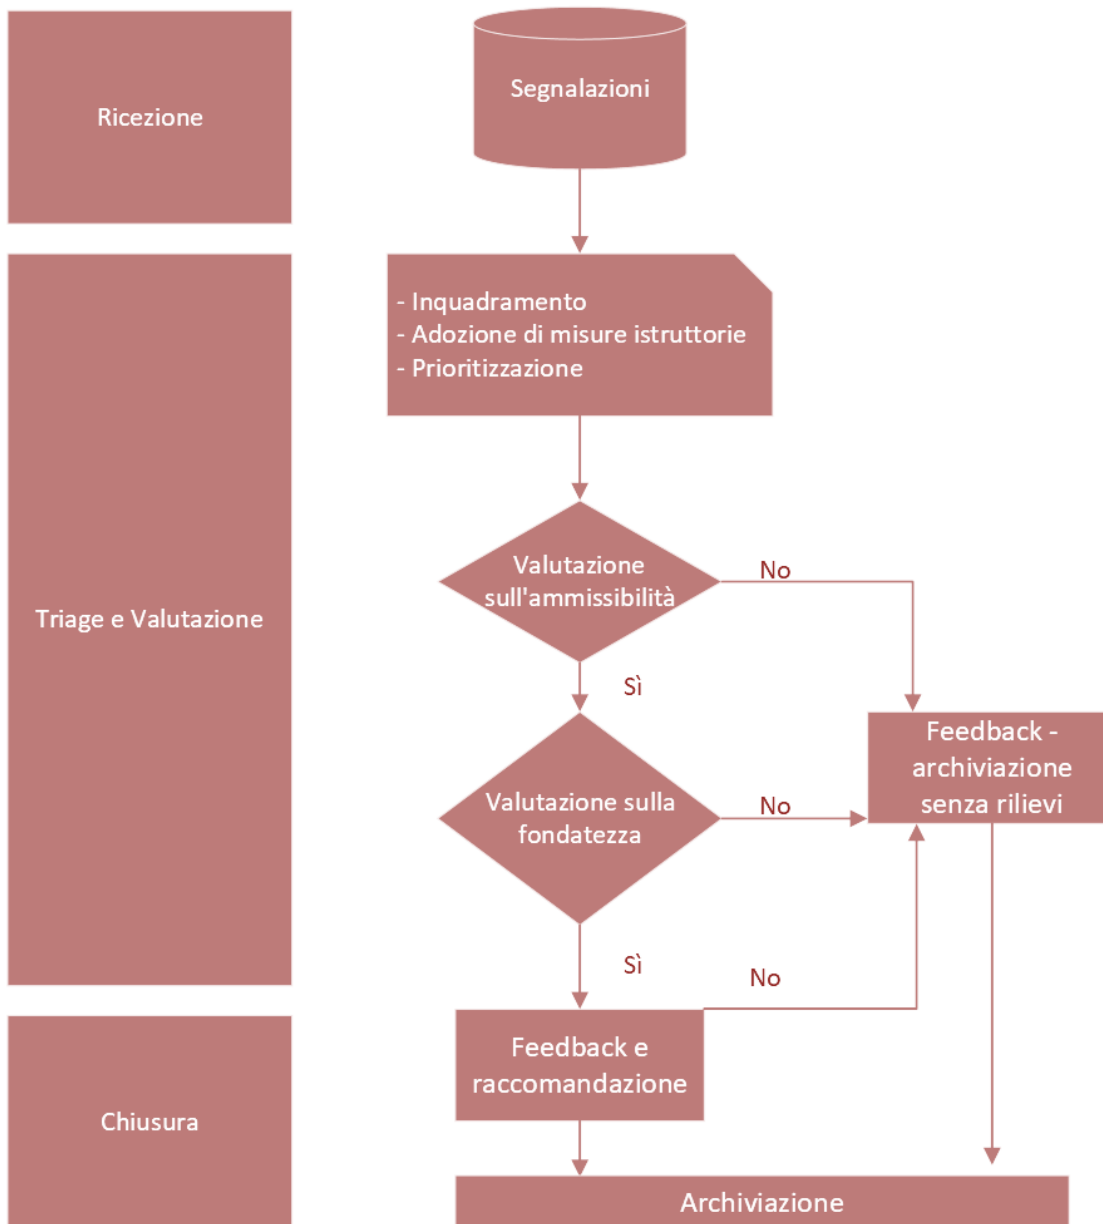 Ricezione
Segnalazioni
- Inquadramento
- Adozione di misure istruttorie
- Prioritizzazione
Triage e Valutazione
Valutazione
sull'ammissibilità
No
Sì
Feedback -
archiviazione
senza rilievi
Valutazione sulla
fondatezza
No
Sì
No
Feedback e
raccomandazione
Chiusura
Archiviazione